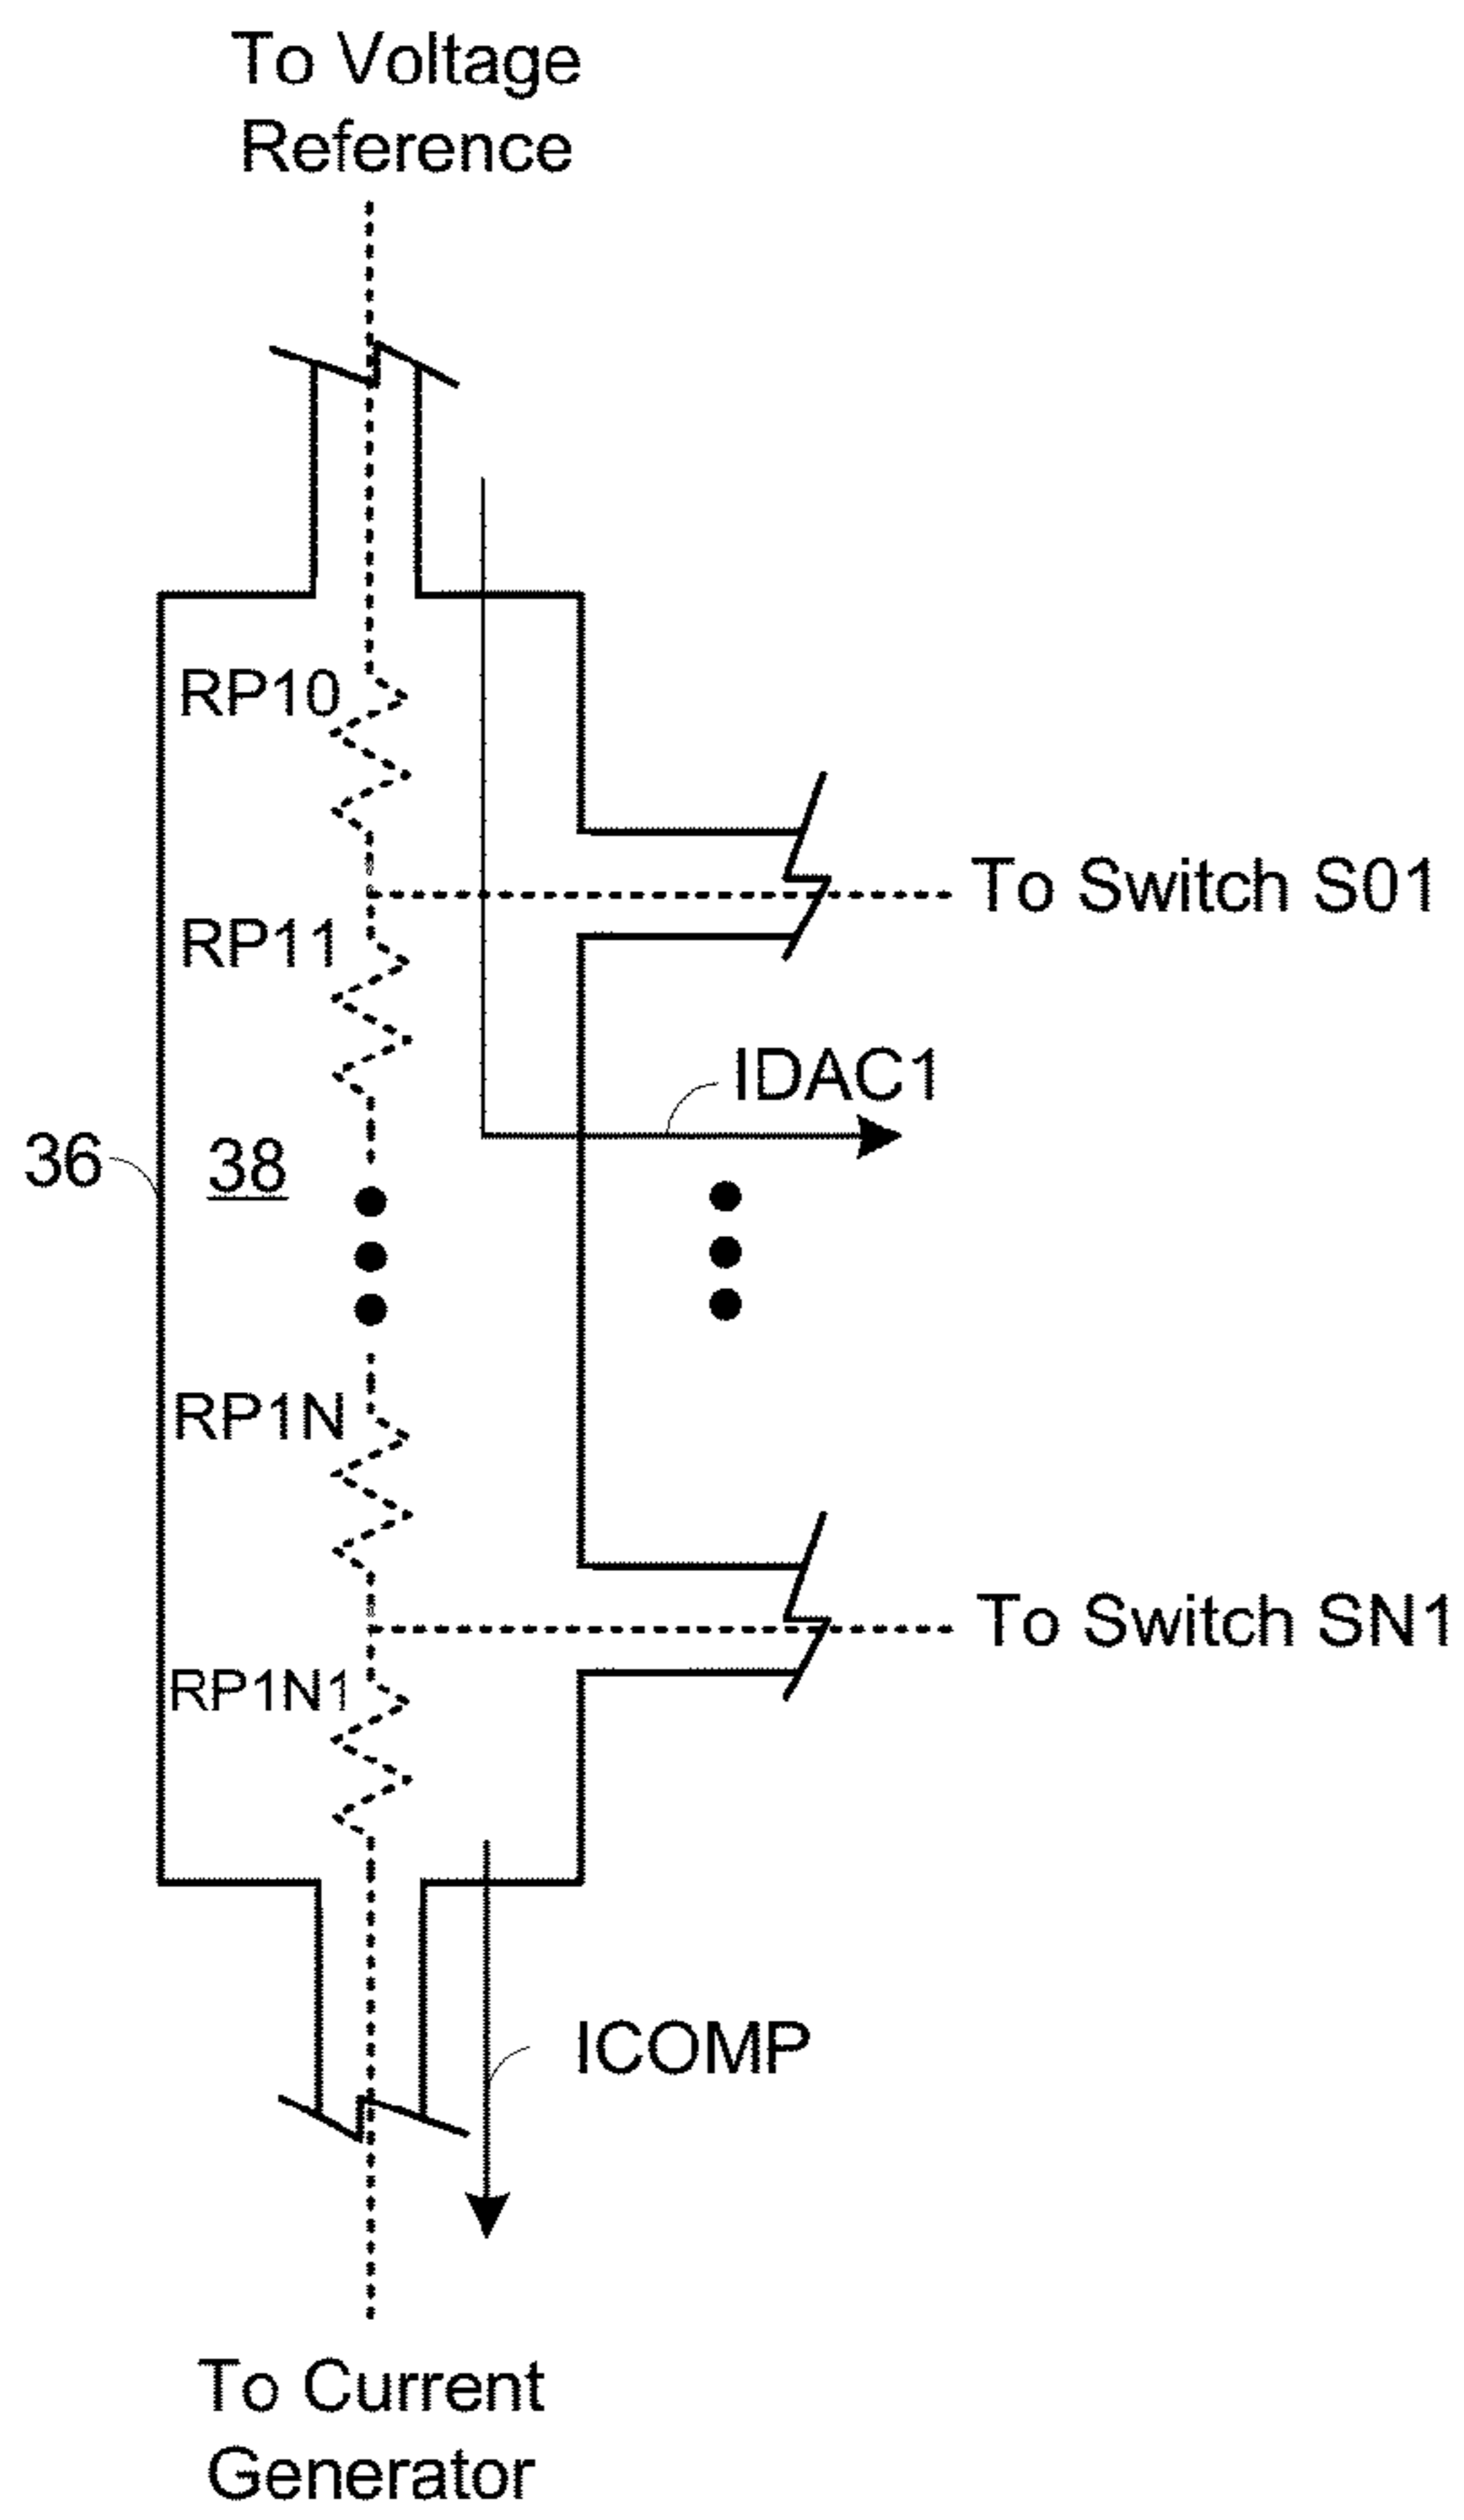 To Voltage
Reference
RP10
To Switch S01
RP11
IDAC1
36
38
RP1N
To Switch SN1
RP1N1
ICOMP
To Current
Generator